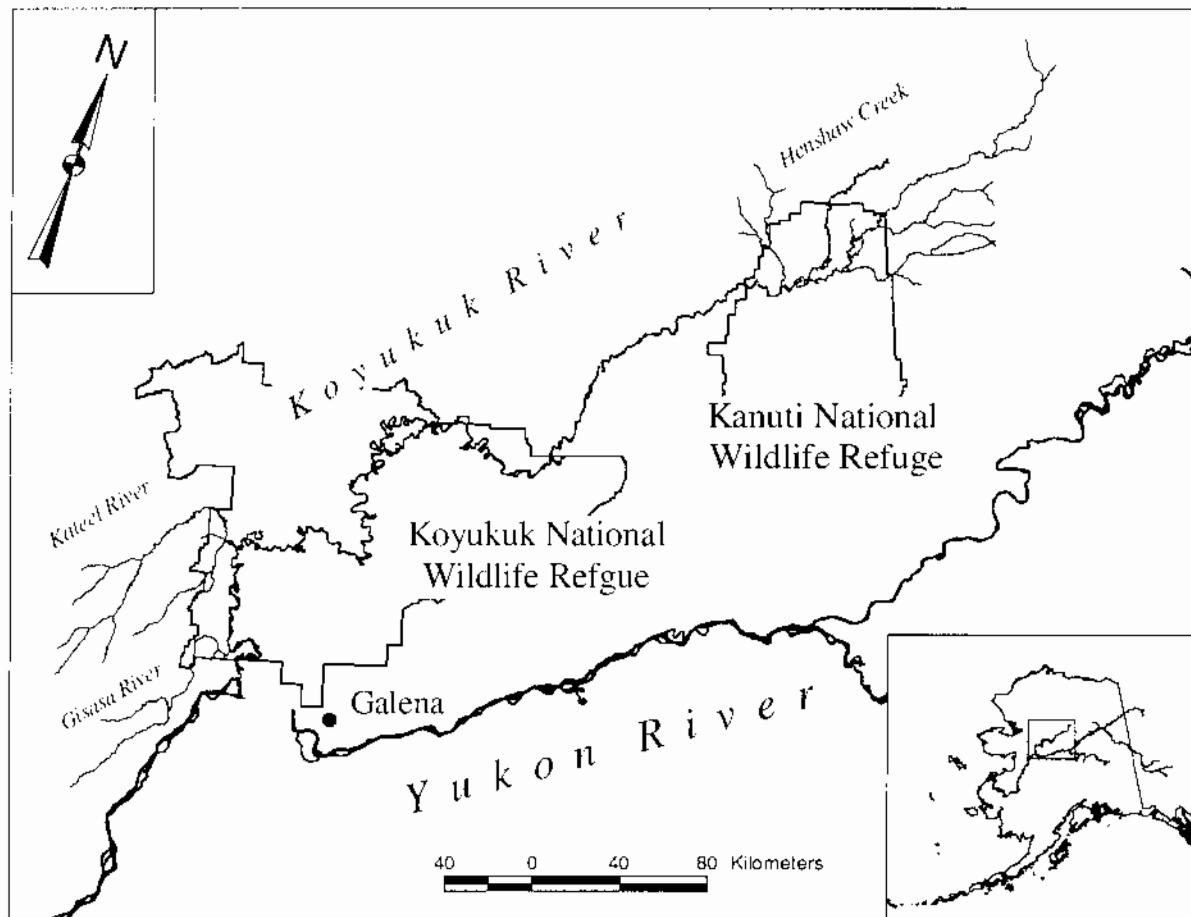 N
Henshaw Creek
Koyukuk River
Kanuti National
Wildlife Refuge
Kateel River
Koyukuk National
Wildlife Refgue
Gisasa River
Galena
Yukon River
40 0 40 80 Kilometers